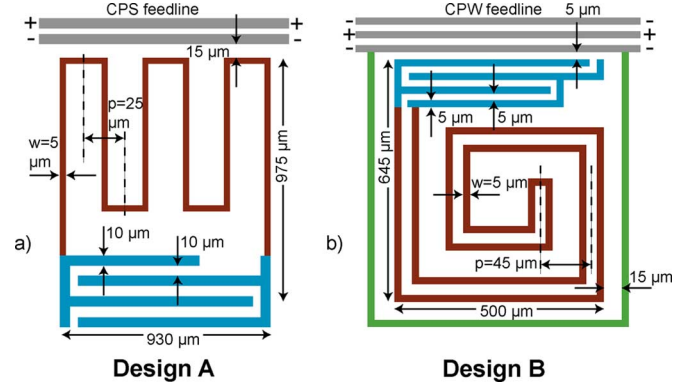 CPS feedline
+ +
- -
15 µm
p=25
µm
w=5
µm
975 µm
a)
10 µm
10 µm
930 µm
Design A
CPW feedline
5 µm
- -
+ +
- -
5 µm
5 µm
645 µm
w=5 µm
b)
p=45 µm
15 µm
500 µm
Design B